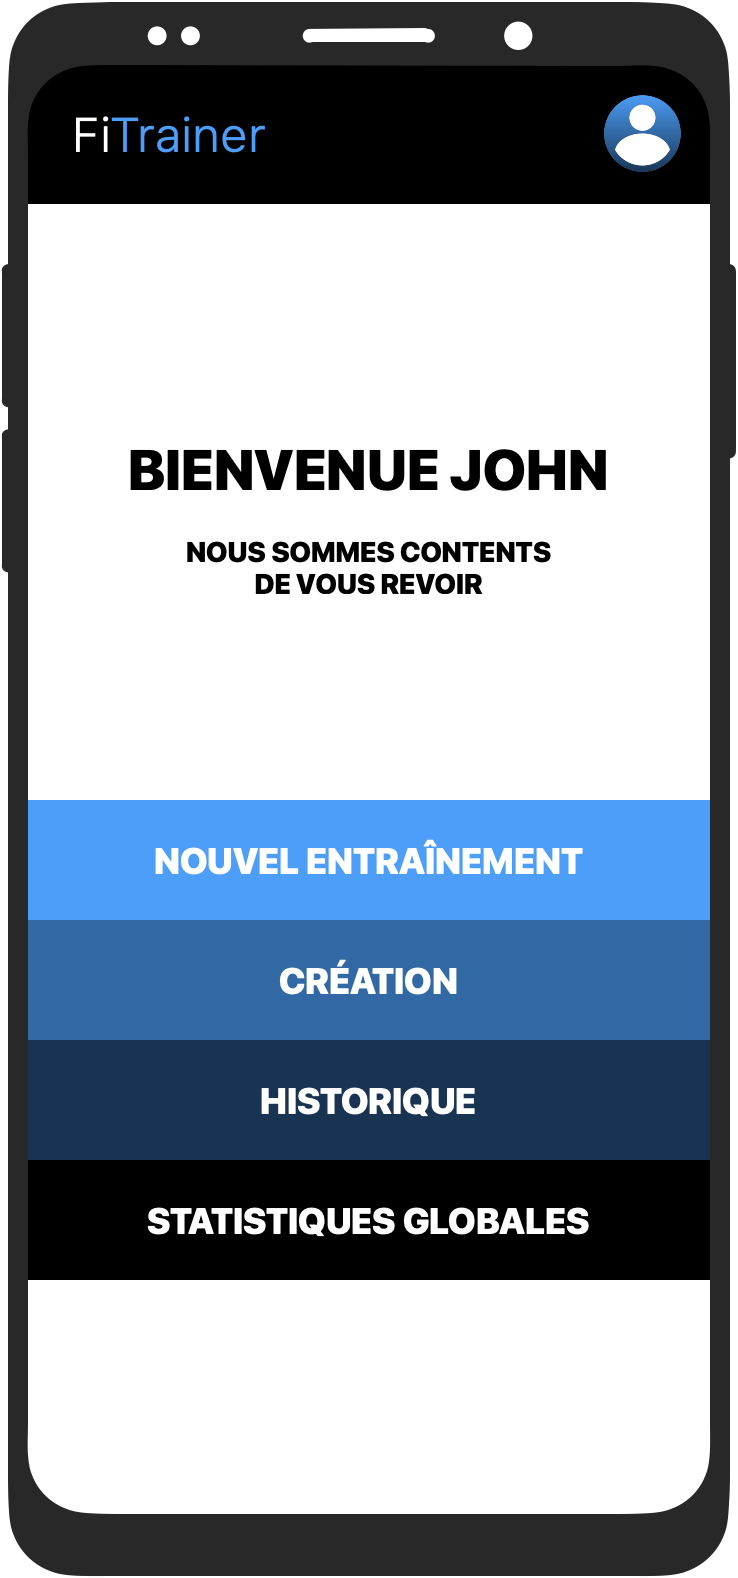 FiTrainer
BIENVENUE JOHN
NOUS SOMMES CONTENTS
DE VOUS REVOIR
NOUVEL ENTRAÎNEMENT
CRÉATION
HISTORIQUE
STATISTIQUES GLOBALES